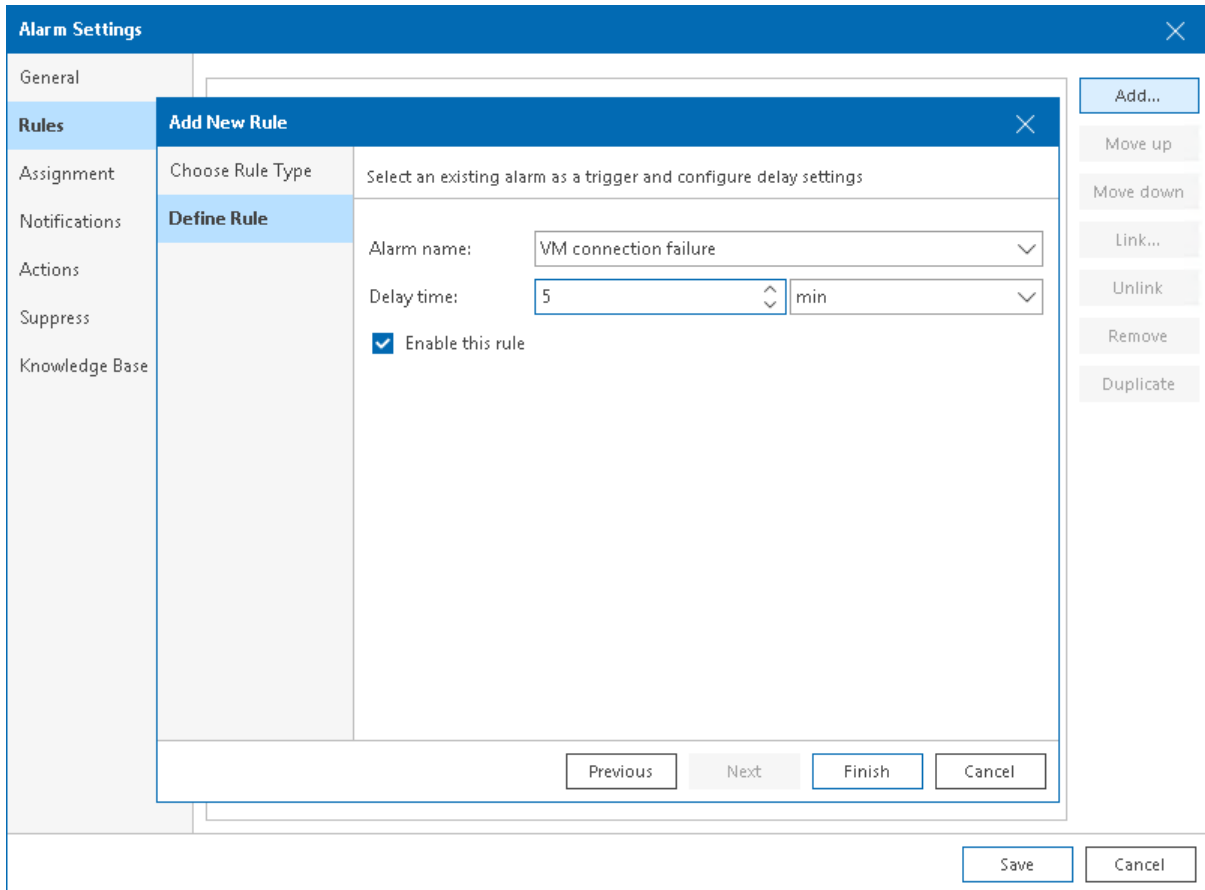 Alarm Settings
General
Rules
Assignment
Notifications
Actions
Suppress
Knowledge Base
Add New Rule
Choose Rule Type
Define Rule
Select an existing alarm as a trigger and configure delay settings
Alarm name: VM connection failure
Delay time: 5 min
Enable this rule
Previous Next Finish Cancel
Add...
Move up
Move down
Link...
Unlink
Remove
Duplicate
Save Cancel